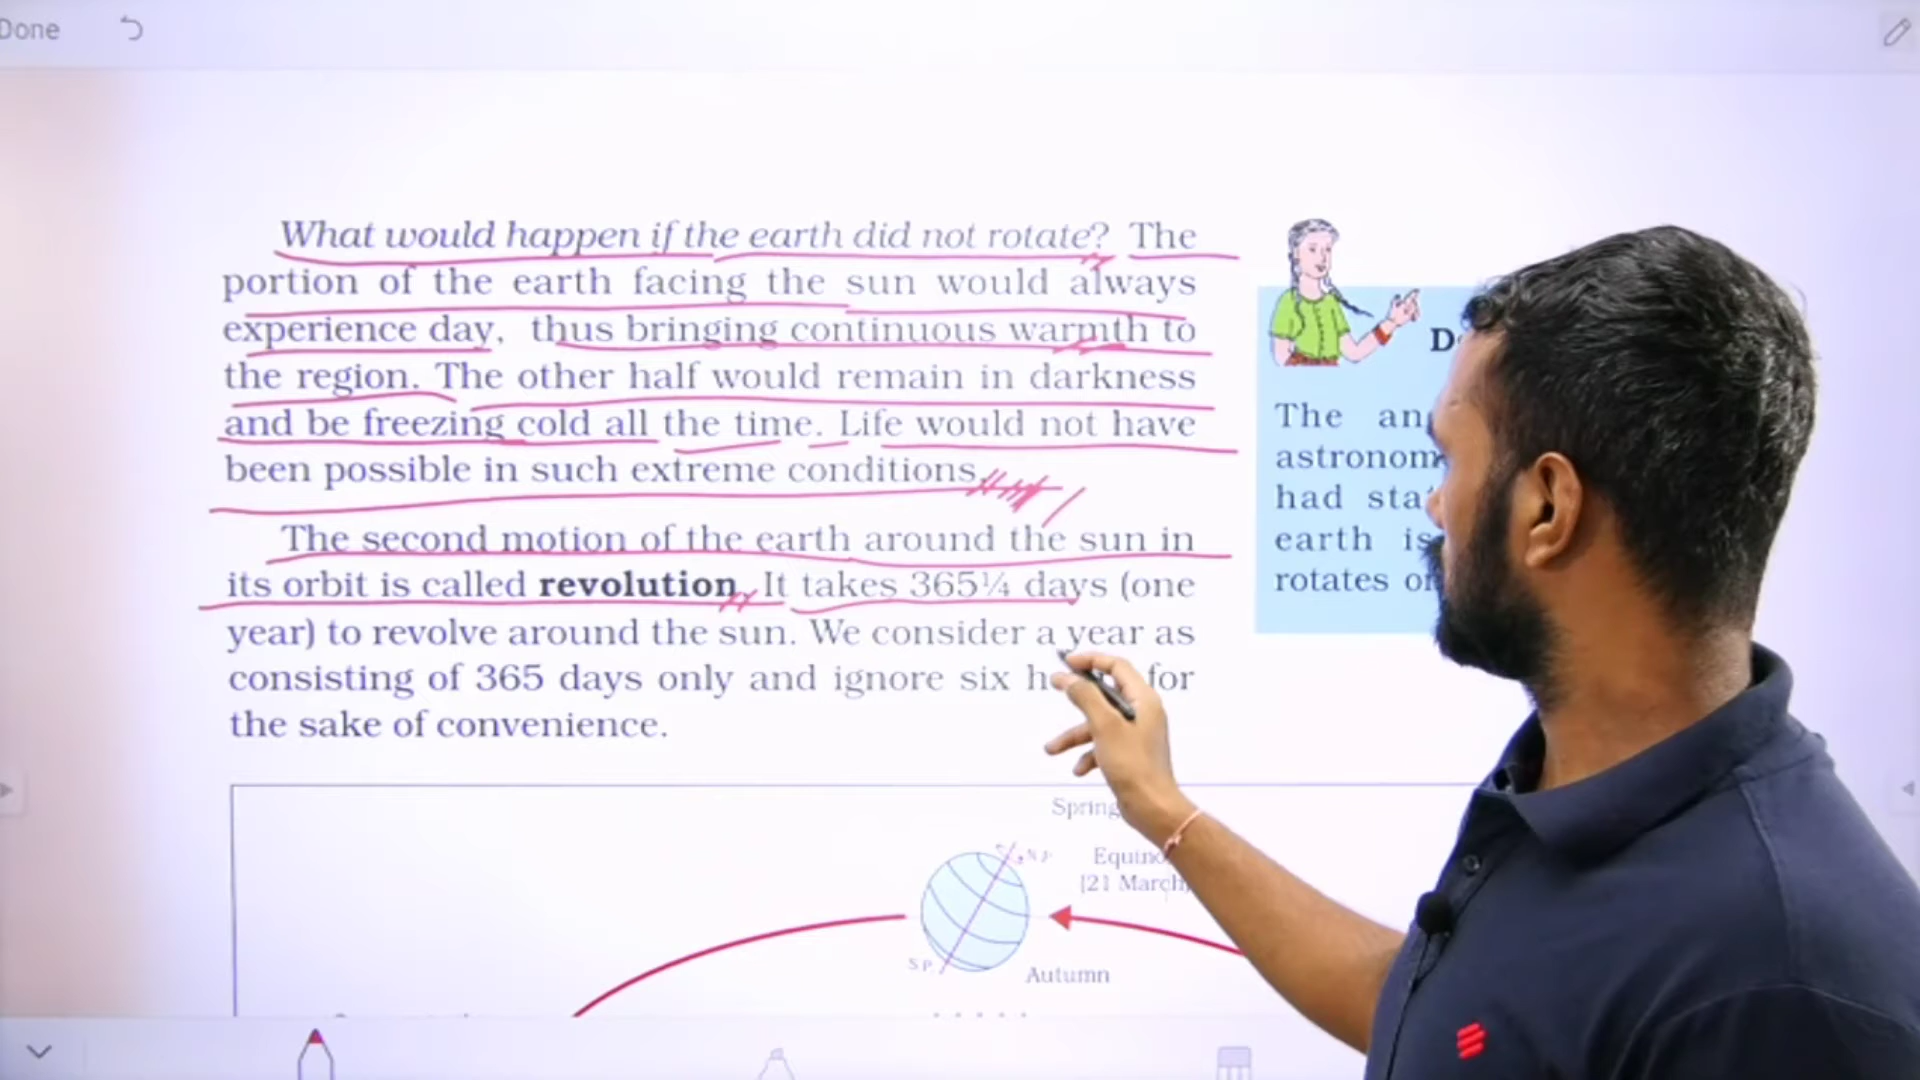 Done
What would happen if the earth did not rotate? The
portion of the earth facing the sun would always
experience day, thus bringing continuous warmth to
the region. The other half would remain in darkness
and be freezing cold all the time. Life would not have
been possible in such extreme conditions.
The second motion of the earth around the sun in
its orbit is called revolution. It takes 365¼ days (one
year) to revolve around the sun. We consider a year as
consisting of 365 days only and ignore six for
the sake of convenience.
The
had
earth is
rotates
Spring
N.P.
[21 March]
S.P.
Autumn